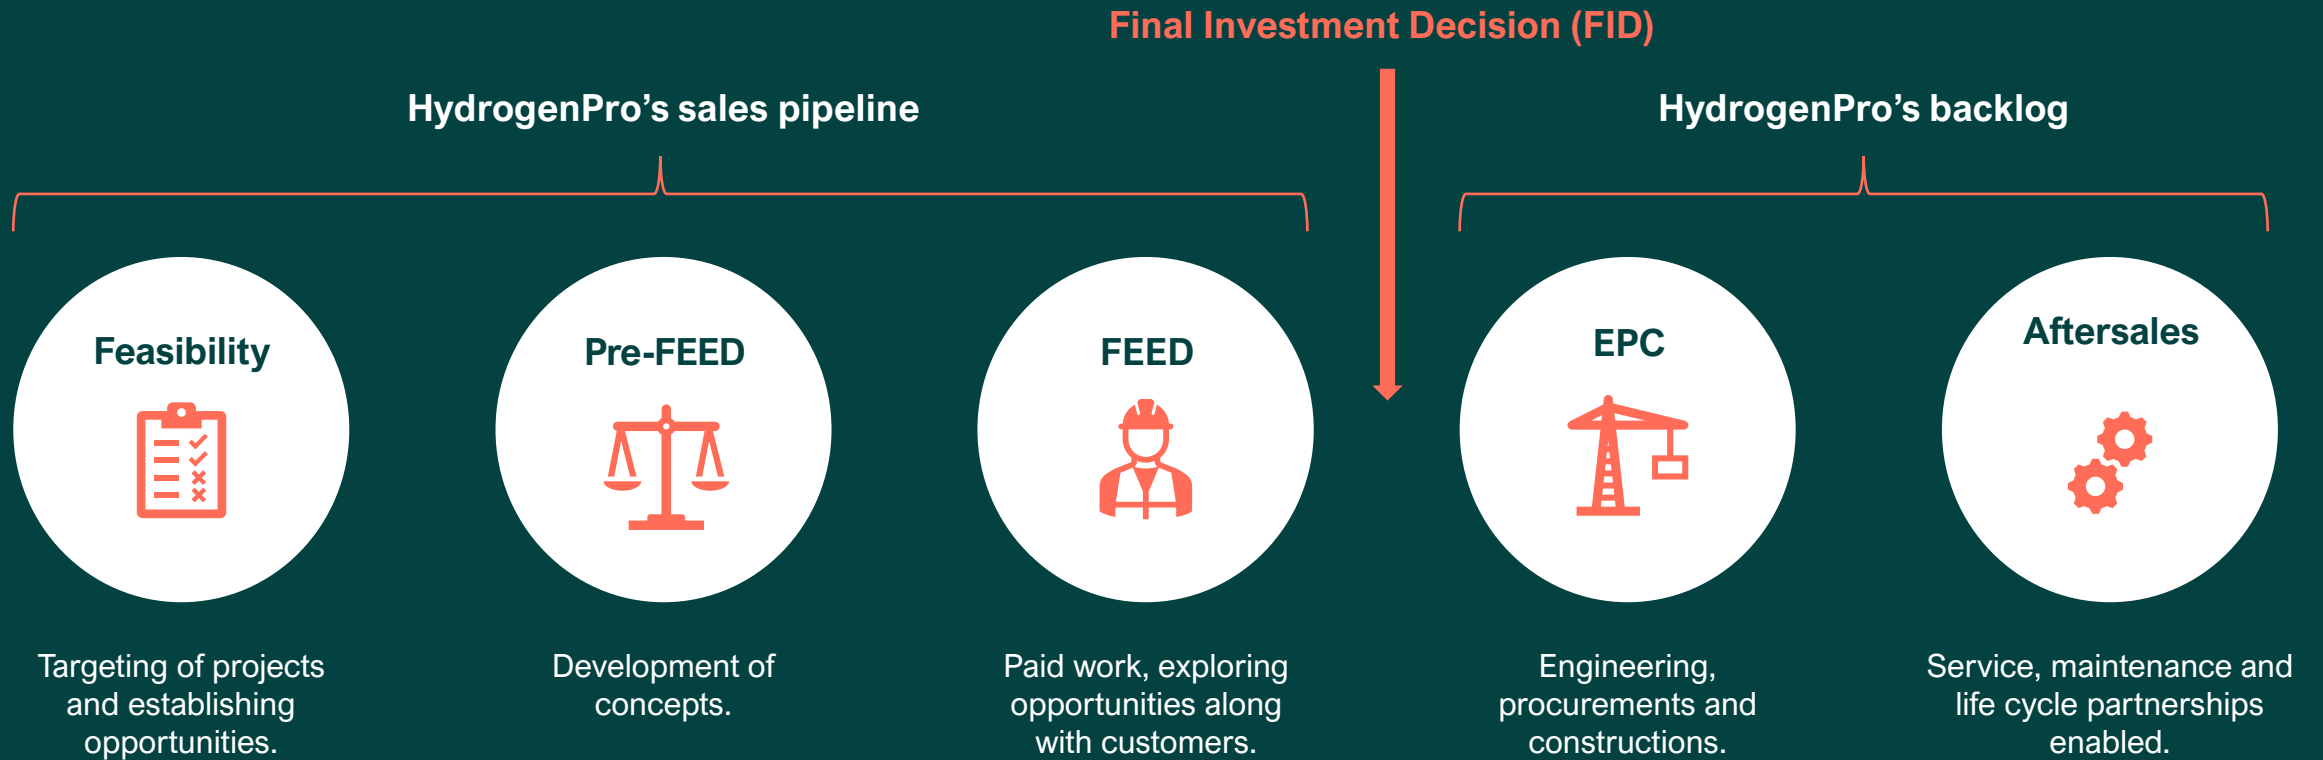 Final Investment Decision (FID)
HydrogenPro’s sales pipeline
HydrogenPro’s backlog
Feasibility
Pre-FEED
FEED
EPC
Aftersales
Targeting of projects
and establishing
opportunities.
Development of
concepts.
Paid work, exploring
opportunities along
with customers.
Engineering,
procurements and
constructions.
Service, maintenance and
life cycle partnerships
enabled.